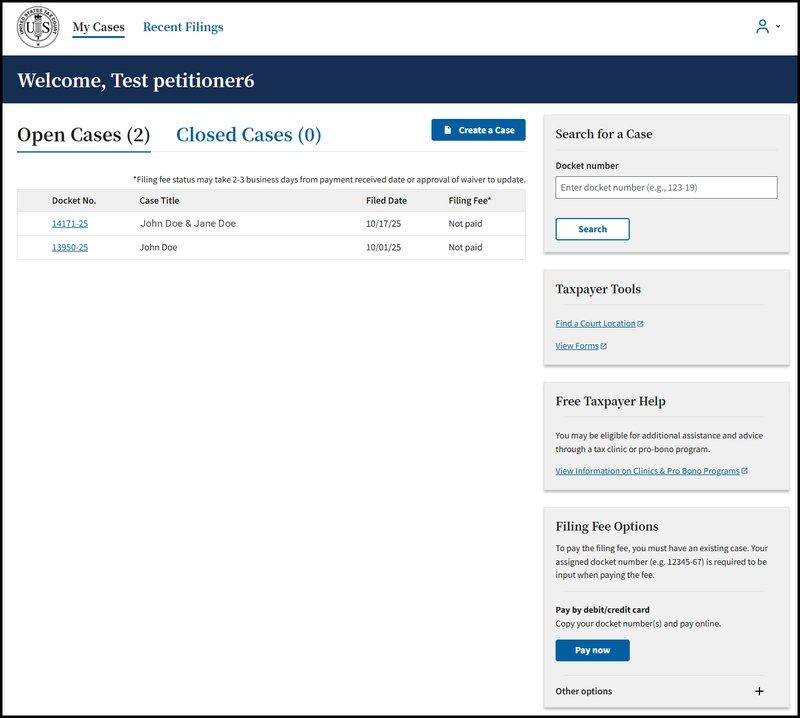 UNITED STATES TAX COURT
US
My Cases
Recent Filings
Welcome, Test petitioner6
Open Cases (2)
Closed Cases (0)
Create a Case
*Filing fee status may take 2-3 business days from payment received date or approval of waiver to update.
Docket No. Case Title Filed Date Filing Fee*
14171-25 John Doe & Jane Doe 10/17/25 Not paid
13950-25 John Doe 10/01/25 Not paid
Search for a Case
Docket number
Enter docket number (e.g., 123-19)
Search
Taxpayer Tools
Find a Court Location
View Forms
Free Taxpayer Help
You may be eligible for additional assistance and advice
through a tax clinic or pro-bono program.
View Information on Clinics & Pro Bono Programs
Filing Fee Options
To pay the filing fee, you must have an existing case. Your
assigned docket number (e.g. 12345-67) is required to be
input when paying the fee.
Pay by debit/credit card
Copy your docket number(s) and pay online.
Pay now
Other options